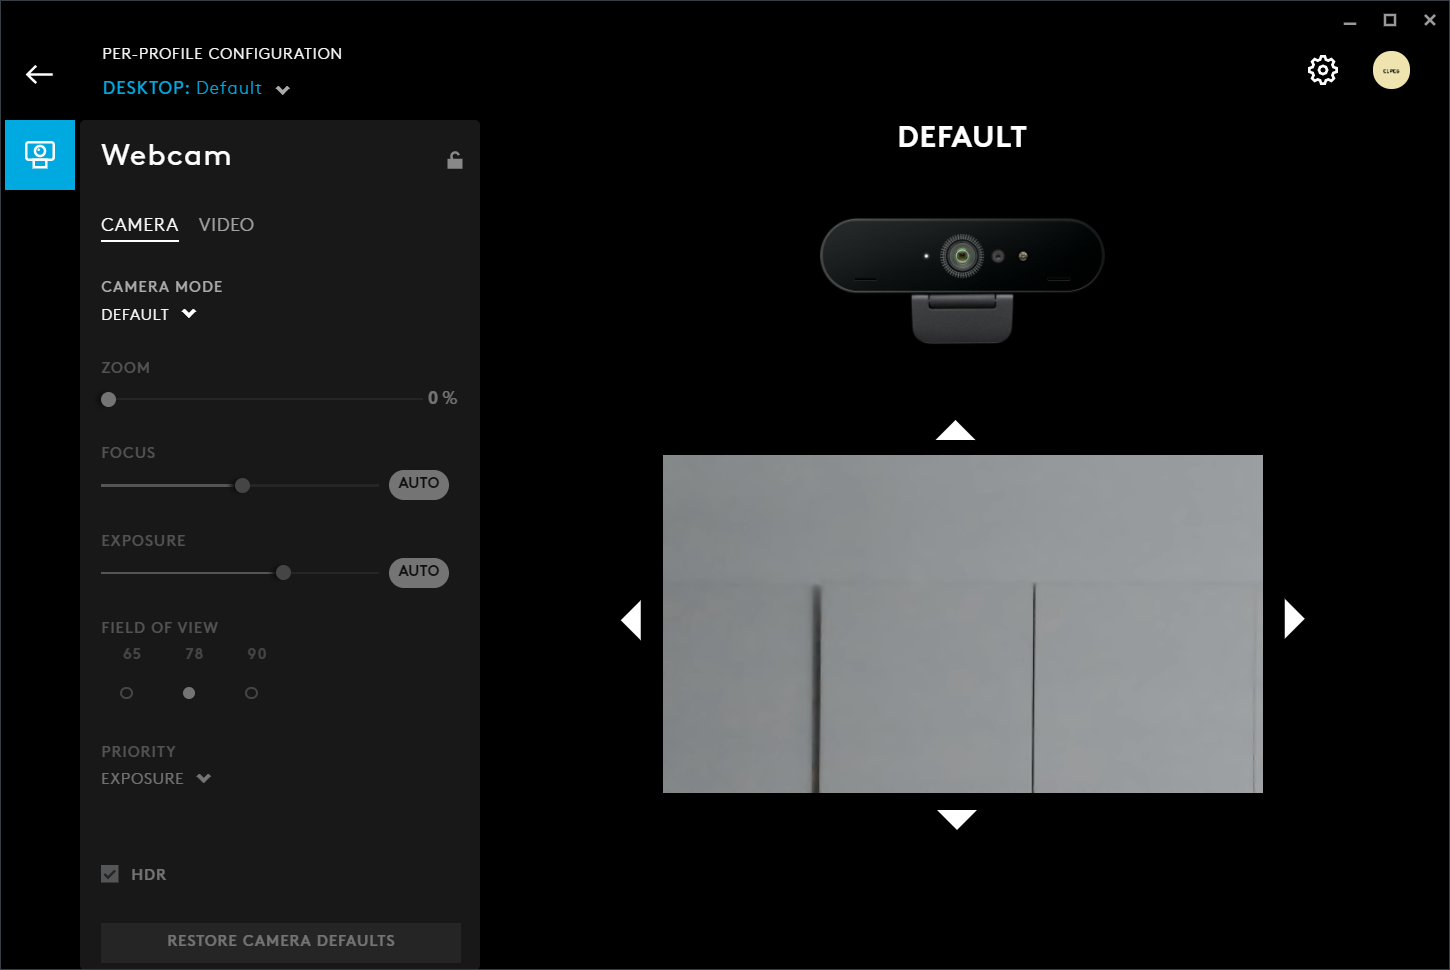 PER-PROFILE CONFIGURATION
DESKTOP: Default
Webcam
CAMERA VIDEO
CAMERA MODE
DEFAULT
ZOOM
0 %
FOCUS
AUTO
EXPOSURE
AUTO
FIELD OF VIEW
65 78 90
PRIORITY
EXPOSURE
HDR
RESTORE CAMERA DEFAULTS
DEFAULT